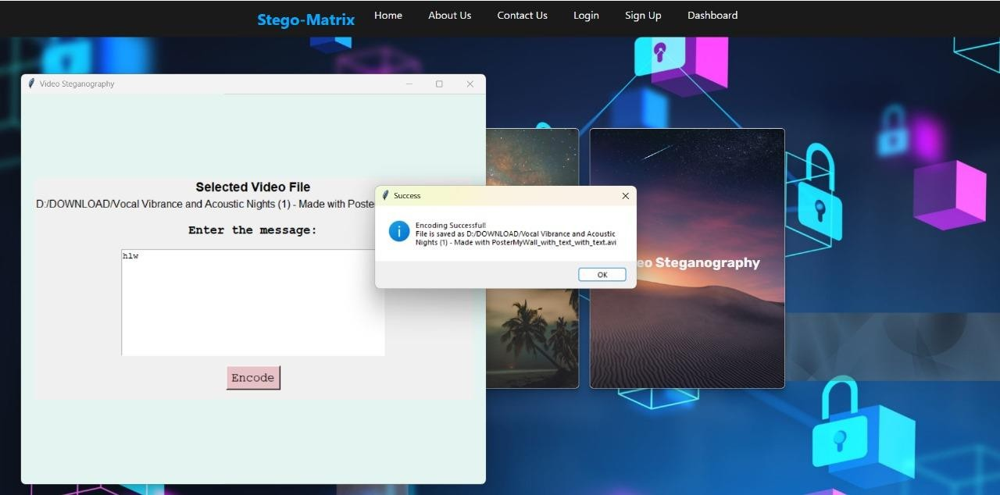 Stego-Matrix
Home
About Us
Contact Us
Login
Sign Up
Dashboard
Video Steganography
Selected Video File
D:/DOWNLOAD/Vocal Vibrance and Acoustic Nights (1) - Made with Poste
Enter the message:
hlw
Encode
Success
Encoding Successful!
File is saved as D:/DOWNLOAD/Vocal Vibrance and Acoustic
Nights (1) - Made with PosterMyWall_with_text_with_text.avi
OK
eo Steganography